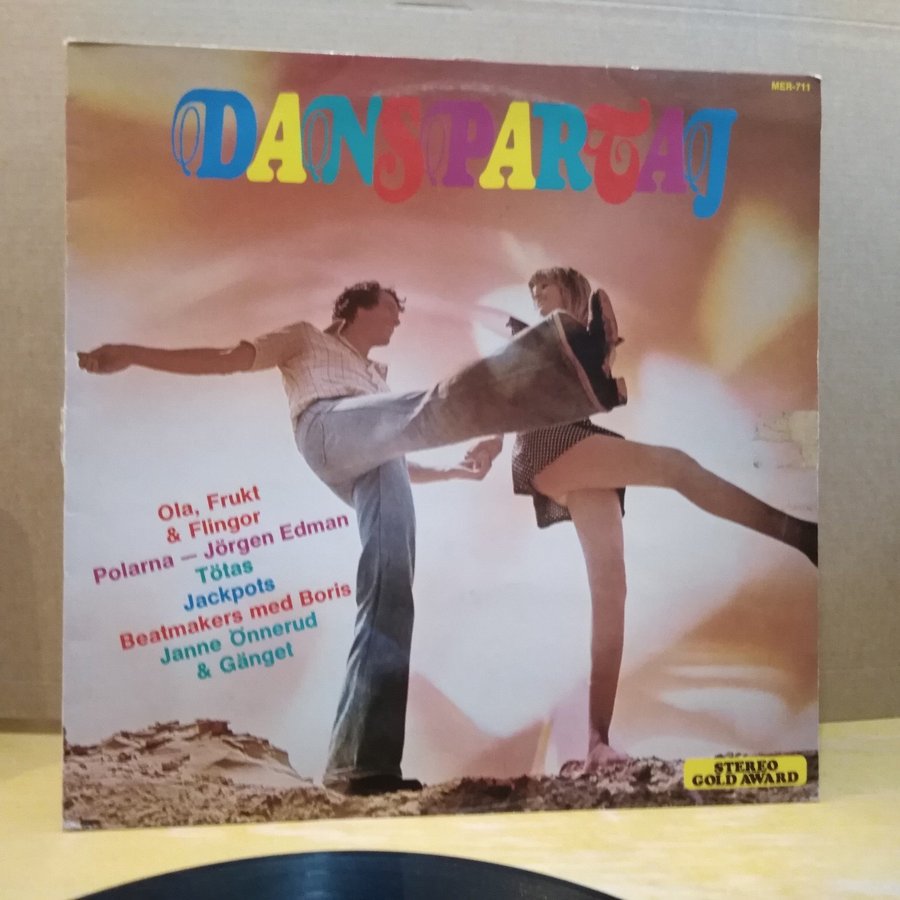 MER-711
DANSPARTAJ
Ola, Frukt
& Flingor
Polarna — Jörgen Edman
Tötas
Jackpots
Beatmakers med Boris
Janne Önnerud
& Gänget
STEREO
GOLD AWARD